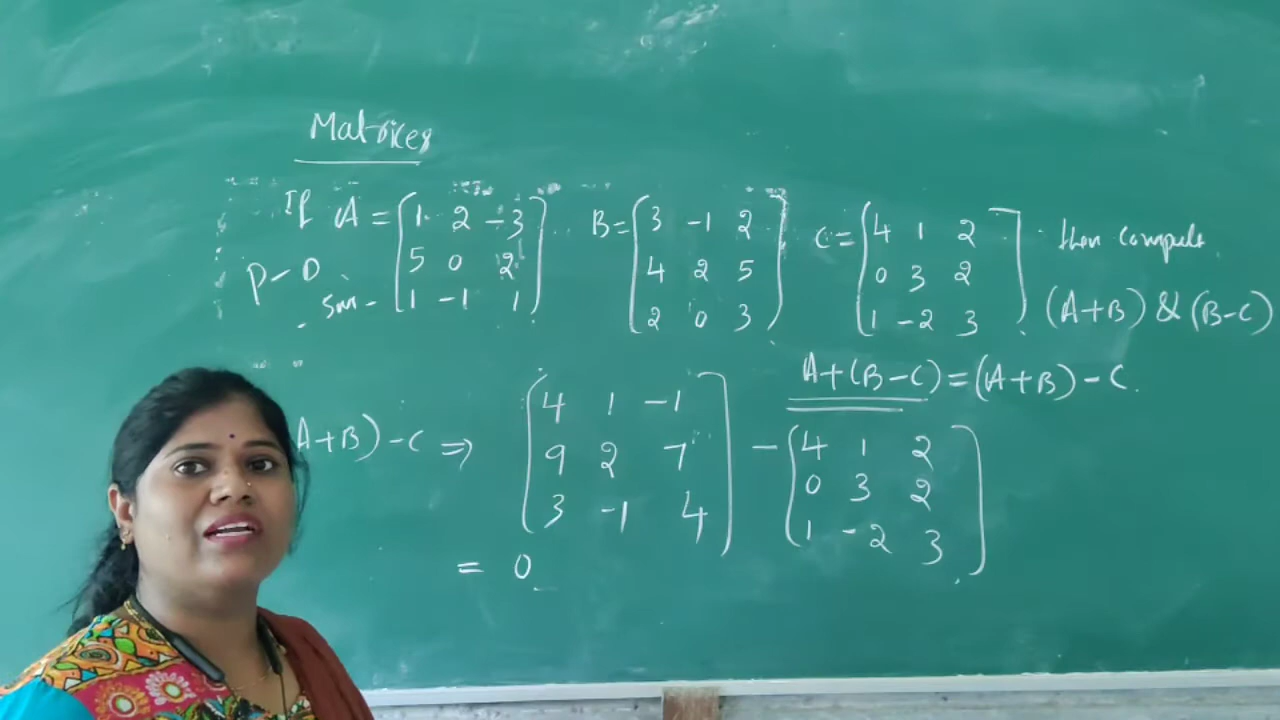 Matrices
If A = [1 2 -3 B = [3 -1 2 C = [4 1 2 then compute
5 0 2 4 2 5 0 3 2
1 -1 1] 2 0 3] 1 -2 3] (A+B) & (B-C)
A+(B-C)=(A+B)-C.
A+B)-C ⇒ [4 1 -1 - [4 1 2
9 2 7 0 3 2
3 -1 4] 1 -2 3]
= 0